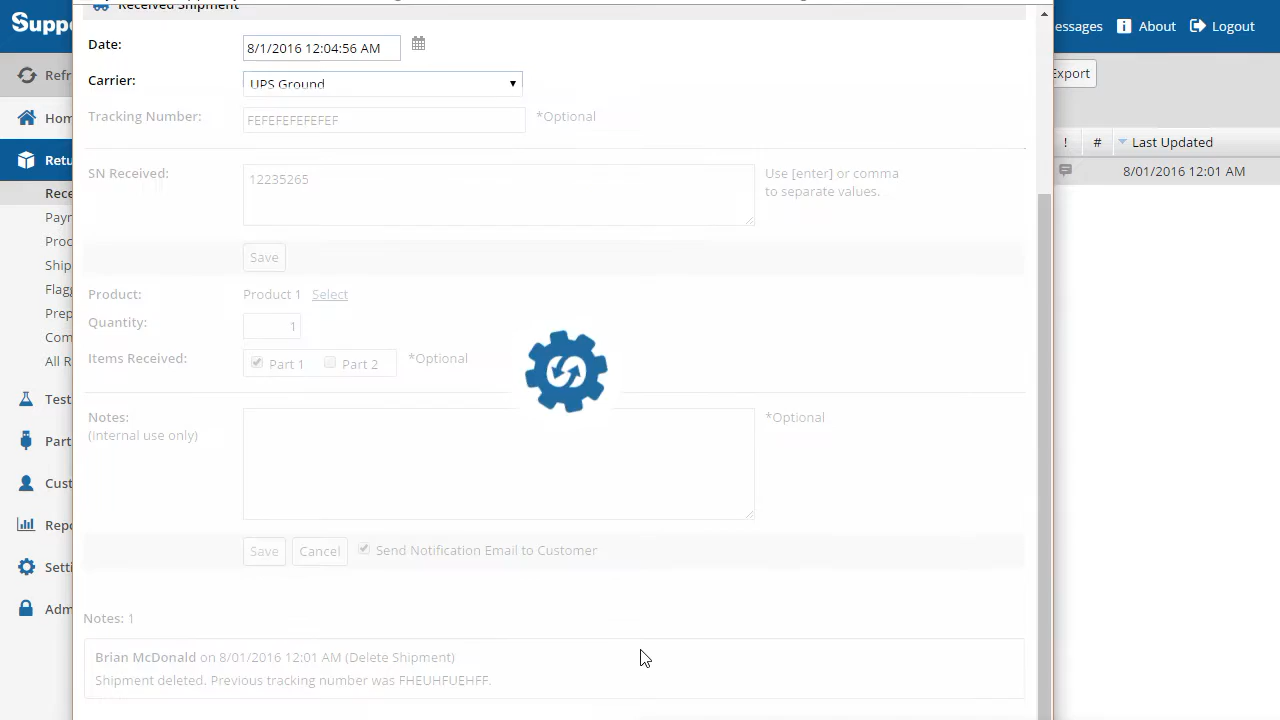 Supp
Received Shipment
essages About Logout
Refr
Export
Date: 8/1/2016 12:04:56 AM
Carrier: UPS Ground
Home
Tracking Number: FEFEFEFEFEFEF *Optional
! # Last Updated
Retu
8/01/2016 12:01 AM
SN Received: 12235265 Use [enter] or comma
to separate values.
Rece
Payn
Proc
Save
Ship
Flagg
Product: Product 1 Select
Prep
Quantity: 1
Com
All R
Items Received: Part 1 Part 2 *Optional
Test
Notes: *Optional
(internal use only)
Part
Cust
Repo
Save Cancel Send Notification Email to Customer
Setti
Adm
Notes: 1
Brian McDonald on 8/01/2016 12:01 AM (Delete Shipment)
Shipment deleted. Previous tracking number was FHEUHFUEHFF.